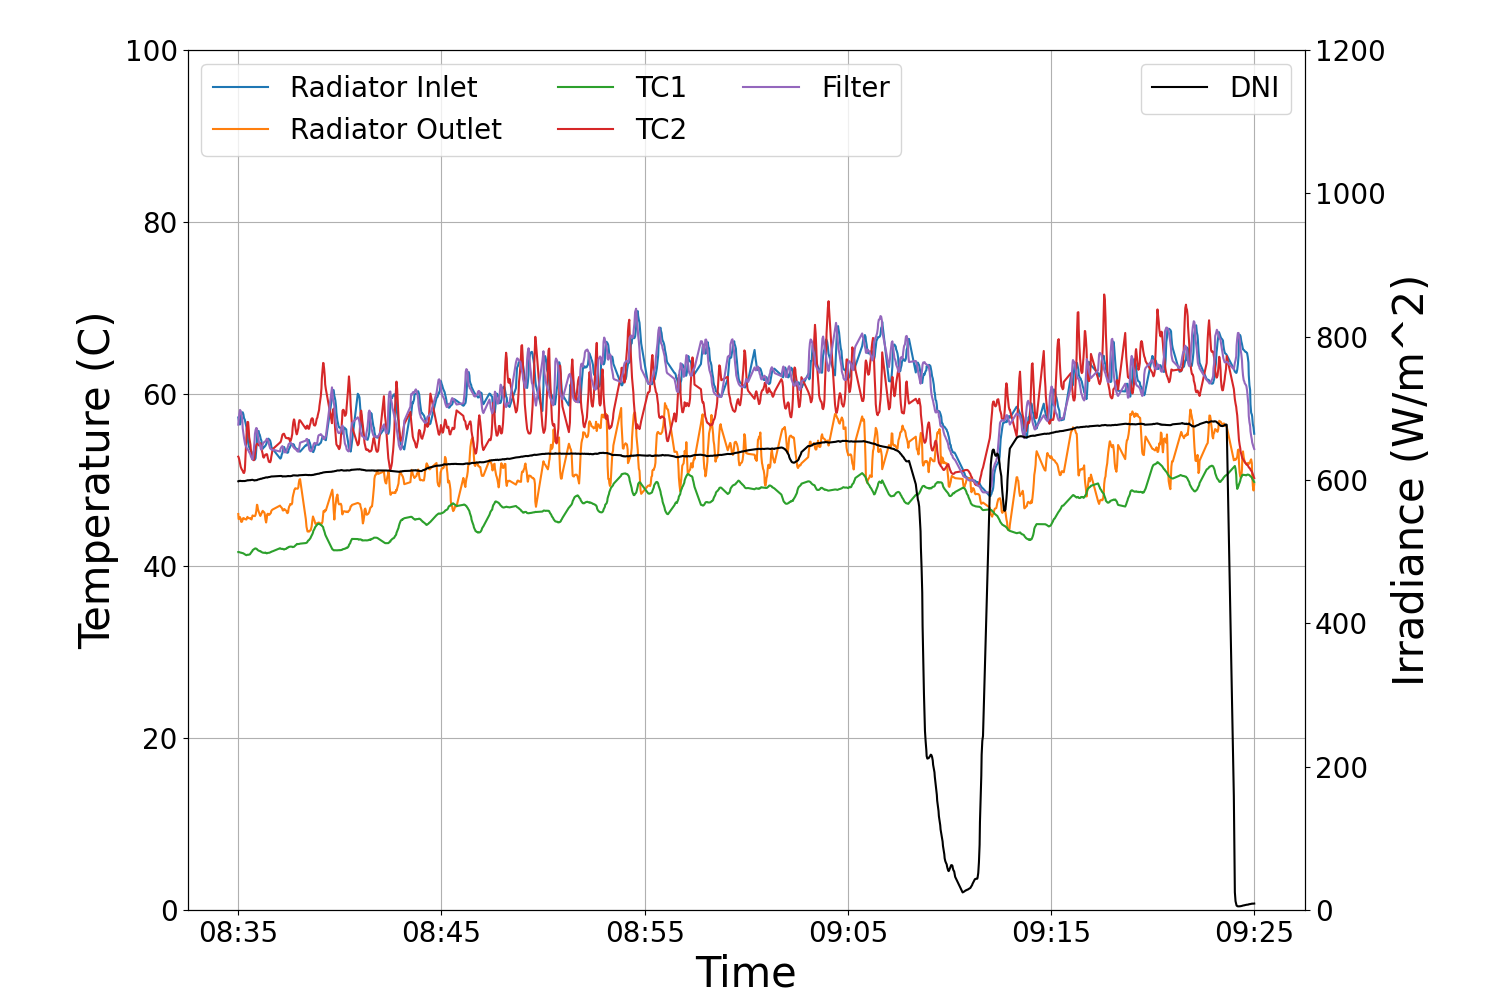 100
80
60
40
20
0
Temperature (C)
Radiator Inlet
Radiator Outlet
TC1
TC2
Filter
DNI
1200
1000
800
600
400
200
0
Irradiance (W/m^2)
08:35 08:45 08:55 09:05 09:15 09:25
Time